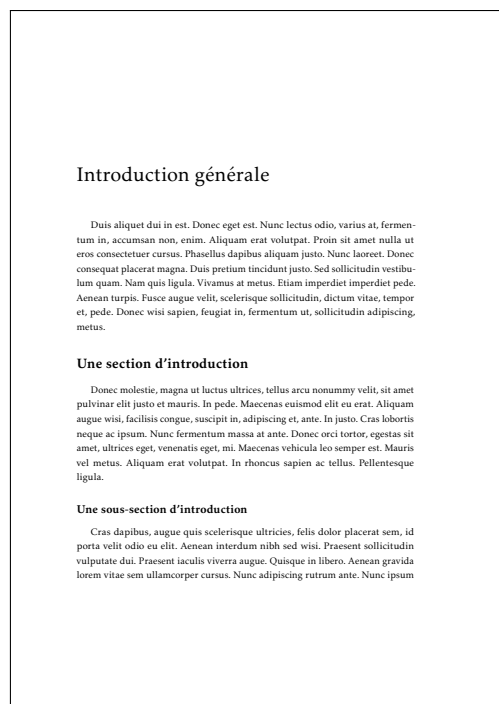 Introduction générale
Duis aliquet dui in est. Donec eget est. Nunc lectus odio, varius at, fermen-
tum in, accumsan non, enim. Aliquam erat volutpat. Proin sit amet nulla ut
eros consectetuer cursus. Phasellus dapibus aliquam justo. Nunc laoreet. Donec
consequat placerat magna. Duis pretium tincidunt justo. Sed sollicitudin vestibu-
lum quam. Nam quis ligula. Vivamus at metus. Etiam imperdiet imperdiet pede.
Aenean turpis. Fusce augue velit, scelerisque sollicitudin, dictum vitae, tempor
et, pede. Donec wisi sapien, feugiat in, fermentum ut, sollicitudin adipiscing,
metus.
Une section d’introduction
Donec molestie, magna ut luctus ultrices, tellus arcu nonummy velit, sit amet
pulvinar elit justo et mauris. In pede. Maecenas euismod elit eu erat. Aliquam
augue wisi, facilisis congue, suscipit in, adipiscing et, ante. In justo. Cras lobortis
neque ac ipsum. Nunc fermentum massa at ante. Donec orci tortor, egestas sit
amet, ultrices eget, venenatis eget, mi. Maecenas vehicula leo semper est. Mauris
vel metus. Aliquam erat volutpat. In rhoncus sapien ac tellus. Pellentesque
ligula.
Une sous-section d’introduction
Cras dapibus, augue quis scelerisque ultricies, felis dolor placerat sem, id
porta velit odio eu elit. Aenean interdum nibh sed wisi. Praesent sollicitudin
vulputate dui. Praesent iaculis viverra augue. Quisque in libero. Aenean gravida
lorem vitae sem ullamcorper cursus. Nunc adipiscing rutrum ante. Nunc ipsum